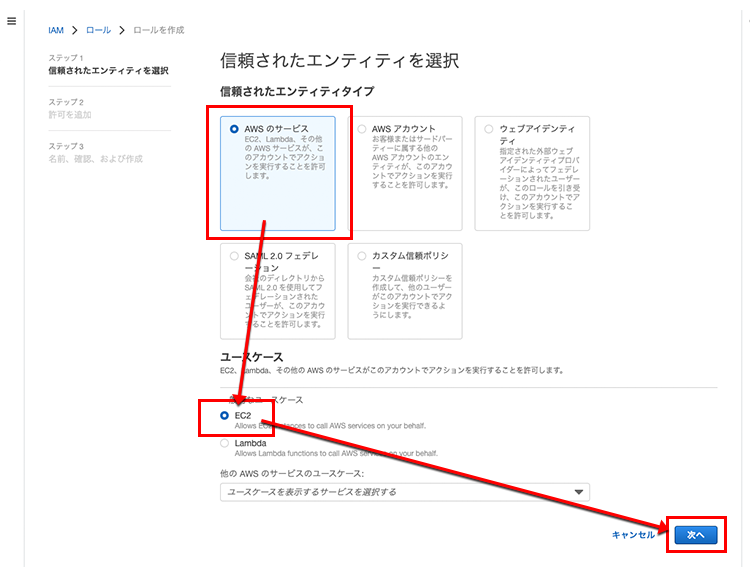 IAM > ロール > ロールを作成
ステップ 1
信頼されたエンティティを選択
ステップ 2
許可を追加
ステップ 3
名前、確認、および作成
信頼されたエンティティを選択
信頼されたエンティティタイプ
AWS のサービス
EC2、Lambda、その他
の AWS サービスが、こ
のアカウントでアクショ
ンを実行することを許可
します。
AWS アカウント
お客様またはサードパー
ティーに属する他の
AWS アカウントのエン
ティティが、このアカウン
トでアクションを実行
することを許可します。
ウェブアイデンティ
ティ
指定された外部ウェブ
アイデンティティプロバ
イダーによってフェデレ
ーションされたユーザー
が、このロールを引き受
け、このアカウントでア
クションを実行するこ
とを許可します。
SAML 2.0 フェデレ
ーション
会社のディレクトリから
SAML 2.0 を使用してフ
ェデレーションされた
ユーザーが、このアカウ
ントでアクションを実行
することを許可します。
カスタム信頼ポリシ
ー
カスタム信頼ポリシーを
作成して、他のユーザー
がこのアカウントでアク
ションを実行できるよ
うにします。
ユースケース
EC2、Lambda、その他の AWS のサービスがこのアカウントでアクションを実行することを許可します。
ユースケース
EC2
Allows EC2 instances to call AWS services on your behalf.
Lambda
Allows Lambda functions to call AWS services on your behalf.
他の AWS のサービスのユースケース:
ユースケースを表示するサービスを選択する
キャンセル
次へ